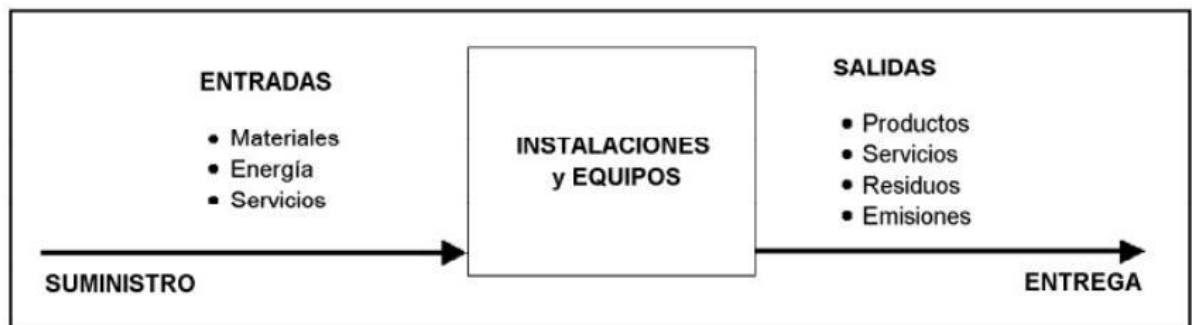 ENTRADAS
• Materiales
• Energía
• Servicios
SUMINISTRO
INSTALACIONES
y EQUIPOS
SALIDAS
• Productos
• Servicios
• Residuos
• Emisiones
ENTREGA